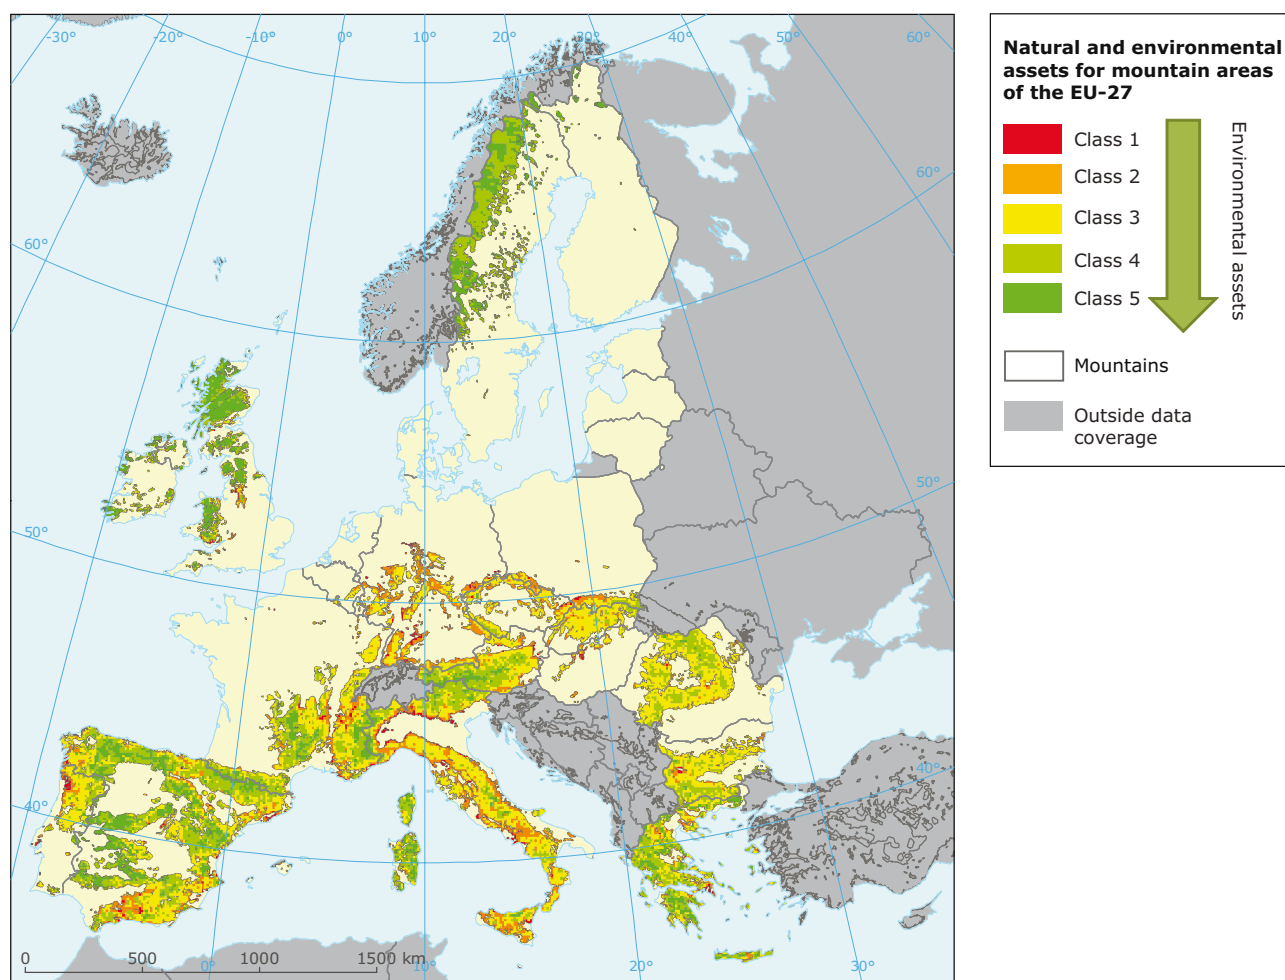 -30°
-20°
-10°
0°
10°
20°
30°
40°
50°
60°
60°
60°
50°
50°
40°
40°
0
500
1000
1500 km
0°
10°
20°
30°
Natural and environmental
assets for mountain areas
of the EU-27
Class 1
Class 2
Class 3
Class 4
Class 5
Environmental assets
Mountains
Outside data
coverage